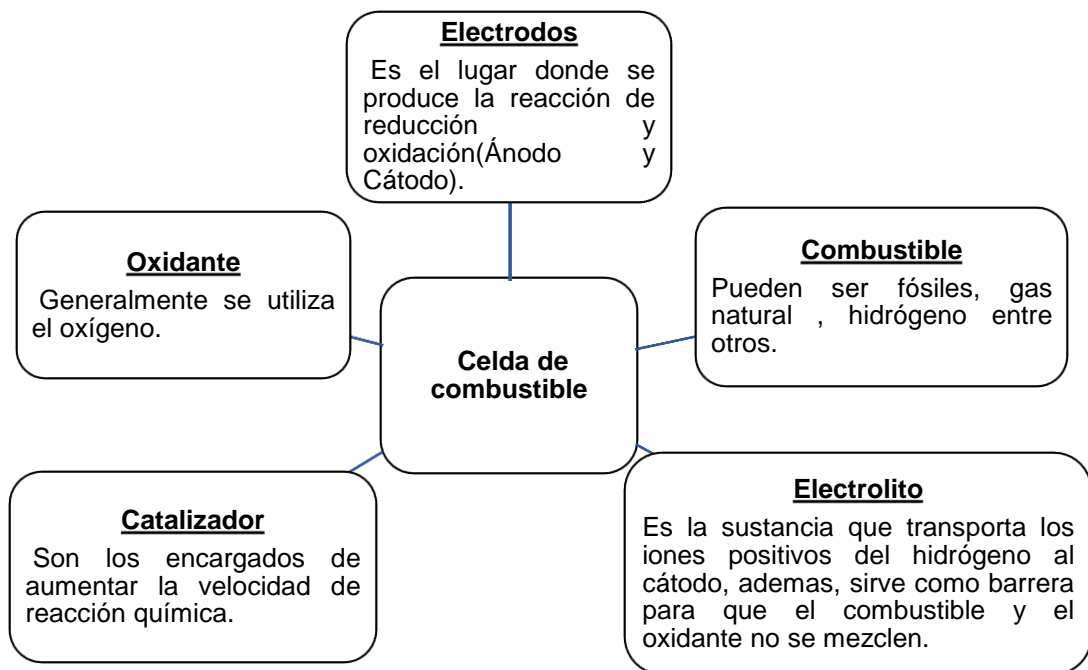 Electrodos
Es el lugar donde se
produce la reacción de
reducción y
oxidación(Ánodo y
Cátodo).
Oxidante
Generalmente se utiliza
el oxígeno.
Combustible
Pueden ser fósiles, gas
natural , hidrógeno entre
otros.
Celda de
combustible
Catalizador
Son los encargados de
aumentar la velocidad de
reacción química.
Electrolito
Es la sustancia que transporta los
iones positivos del hidrógeno al
cátodo, ademas, sirve como barrera
para que el combustible y el
oxidante no se mezclen.